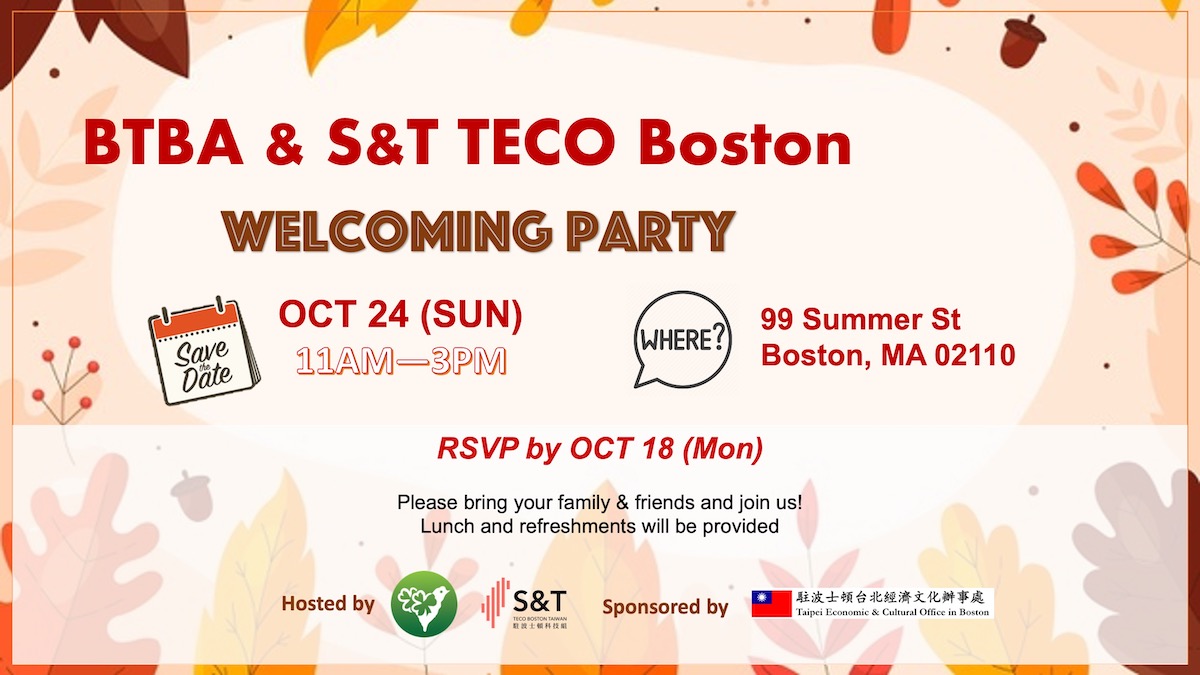 BTBA & S&T TECO Boston
WELCOMING PARTY
Save
the
Date
OCT 24 (SUN)
11AM—3PM
WHERE?
99 Summer St
Boston, MA 02110
RSVP by OCT 18 (Mon)
Please bring your family & friends and join us!
Lunch and refreshments will be provided
Hosted by
S&T
TECO BOSTON TAIWAN
駐波士頓科技組
Sponsored by
駐波士頓台北經濟文化辦事處
Taipei Economic & Cultural Office in Boston